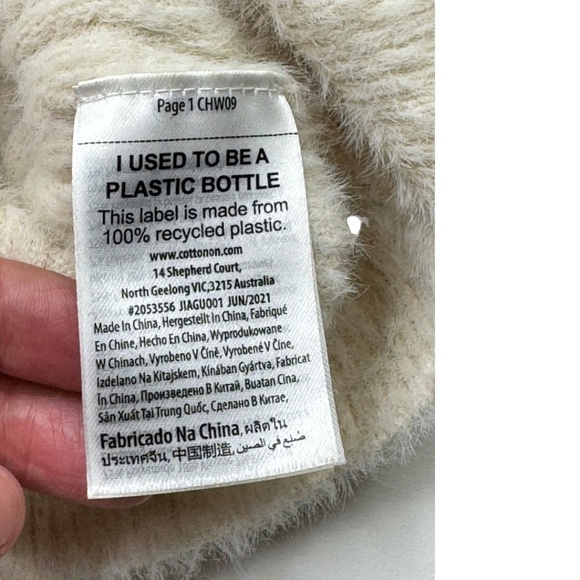 Page 1 CHW09
I USED TO BE A
PLASTIC BOTTLE
This label is made from
100% recycled plastic.
www.cottonon.com
14 Shepherd Court,
North Geelong VIC,3215 Australia
#2053556 JIAGU001 JUN/2021
Made In China, Hergestellt In China, Fabriqué
En Chine, Hecho En China, Wyprodukowane
W Chinach, Vyrobeno V Číně, Vyrobené V Číne,
Izdelano Na Kitajskem, Kínában Gyártva, Fabricat
În China, Произведено В Китай, Buatan Cina,
Sản Xuất Tại Trung Quốc, Сделано В Китае,
Fabricado Na China, ผลิตใน
ประเทศจีน, 中国制造, صُنع في الصين